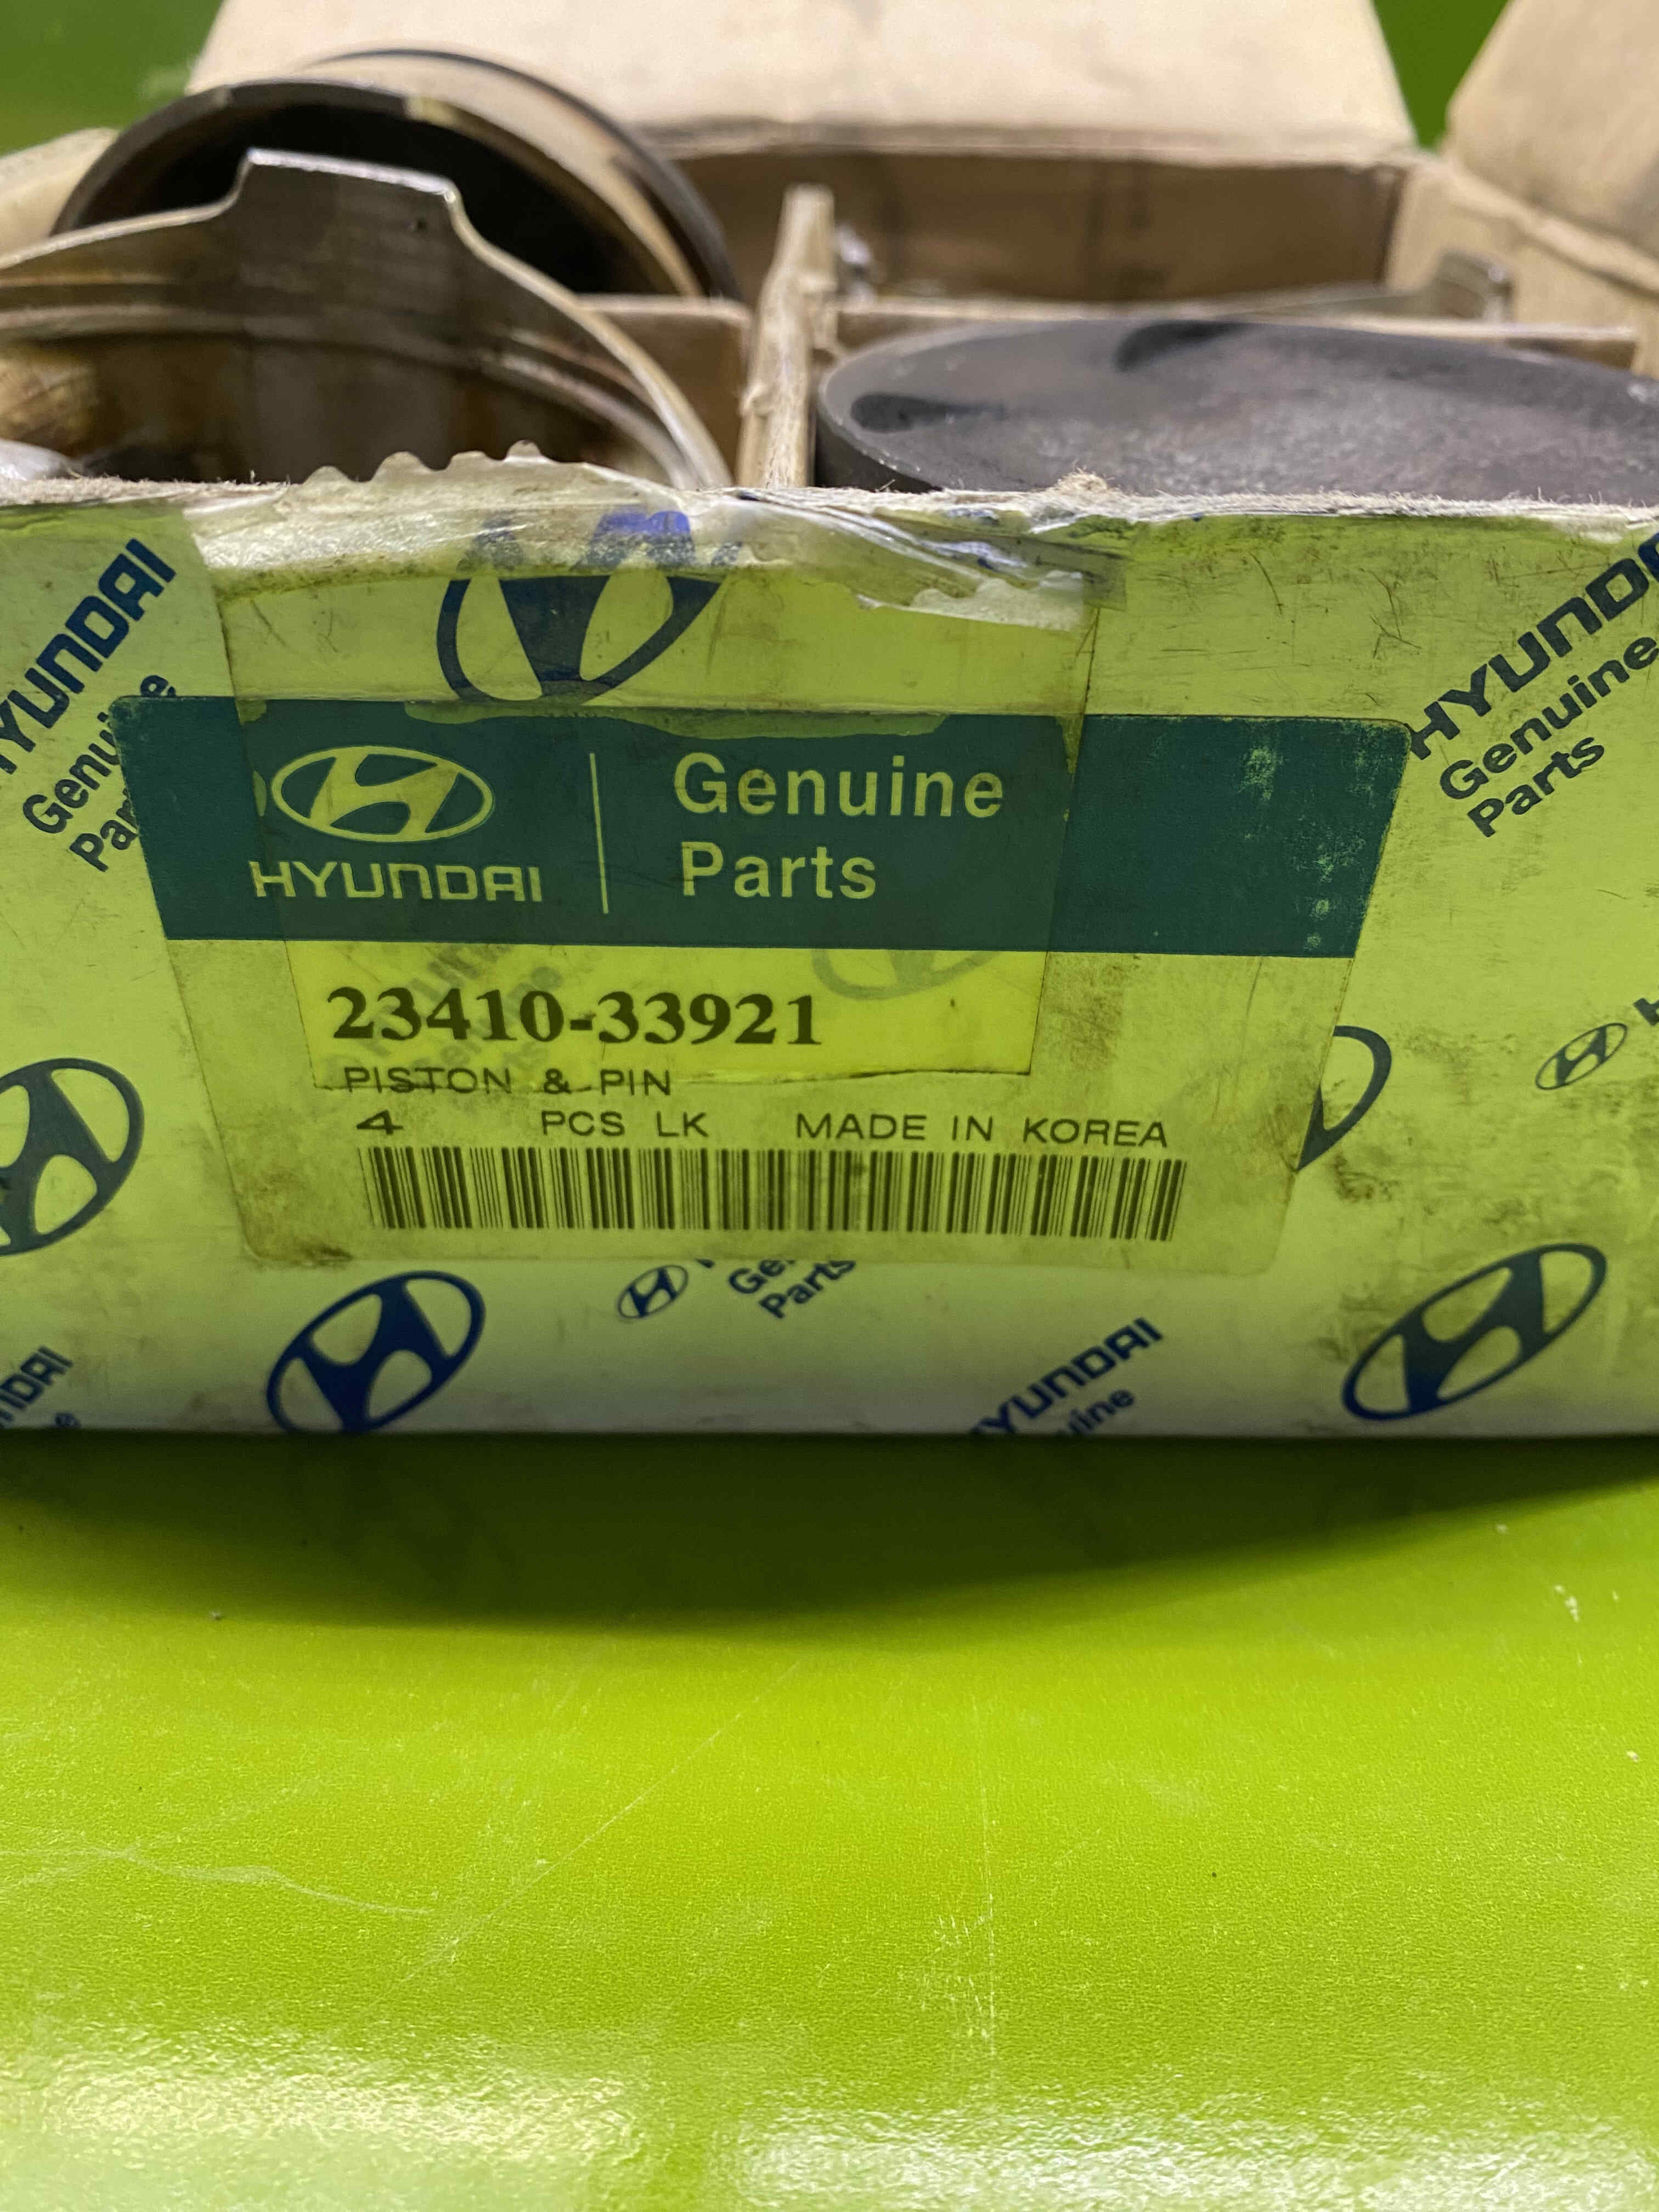 HYUNDAI
Genuine
Parts
HYUNDAI
Genuine
Parts
HYUNDAI
Genuine
Parts
23410-33921
PISTON & PIN
4 PCS LK MADE IN KOREA
Parts
HYUNDAI